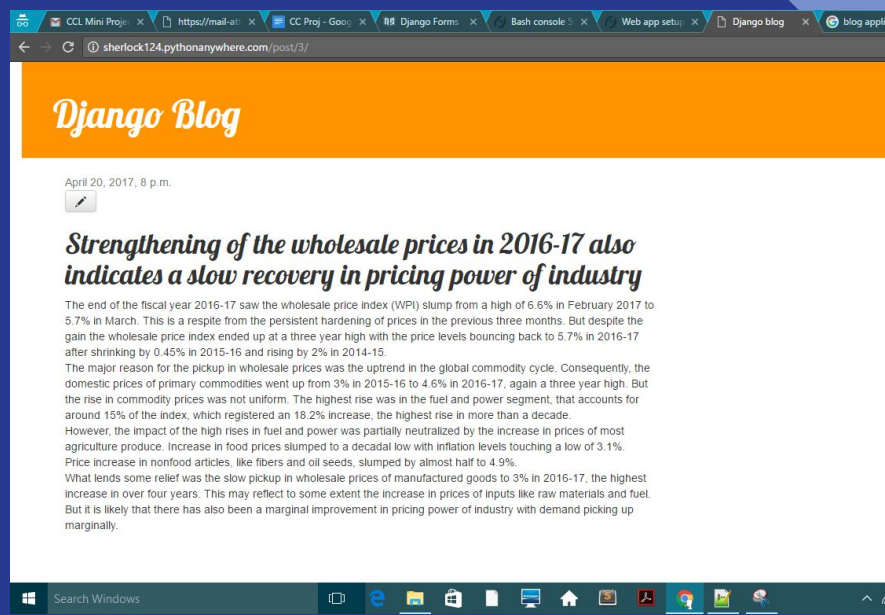 CCL Mini Proje
https://mail-att
CC Proj - Goog
Django Forms
Bash console 5
Web app setup
Django blog
blog appli
sherlock124.pythonanywhere.com/post/3/
Django Blog
April 20, 2017, 8 p.m.
Strengthening of the wholesale prices in 2016-17 also
indicates a slow recovery in pricing power of industry
The end of the fiscal year 2016-17 saw the wholesale price index (WPI) slump from a high of 6.6% in February 2017 to
5.7% in March. This is a respite from the persistent hardening of prices in the previous three months. But despite the
gain the wholesale price index ended up at a three year high with the price levels bouncing back to 5.7% in 2016-17
after shrinking by 0.45% in 2015-16 and rising by 2% in 2014-15.
The major reason for the pickup in wholesale prices was the uptrend in the global commodity cycle. Consequently, the
domestic prices of primary commodities went up from 3% in 2015-16 to 4.6% in 2016-17, again a three year high. But
the rise in commodity prices was not uniform. The highest rise was in the fuel and power segment, that accounts for
around 15% of the index, which registered an 18.2% increase, the highest rise in more than a decade.
However, the impact of the high rises in fuel and power was partially neutralized by the increase in prices of most
agriculture produce. Increase in food prices slumped to a decadal low with inflation levels touching a low of 3.1%.
Price increase in nonfood articles, like fibers and oil seeds, slumped by almost half to 4.9%.
What lends some relief was the slow pickup in wholesale prices of manufactured goods to 3% in 2016-17, the highest
increase in over four years. This may reflect to some extent the increase in prices of inputs like raw materials and fuel.
But it is likely that there has also been a marginal improvement in pricing power of industry with demand picking up
marginally.
Search Windows